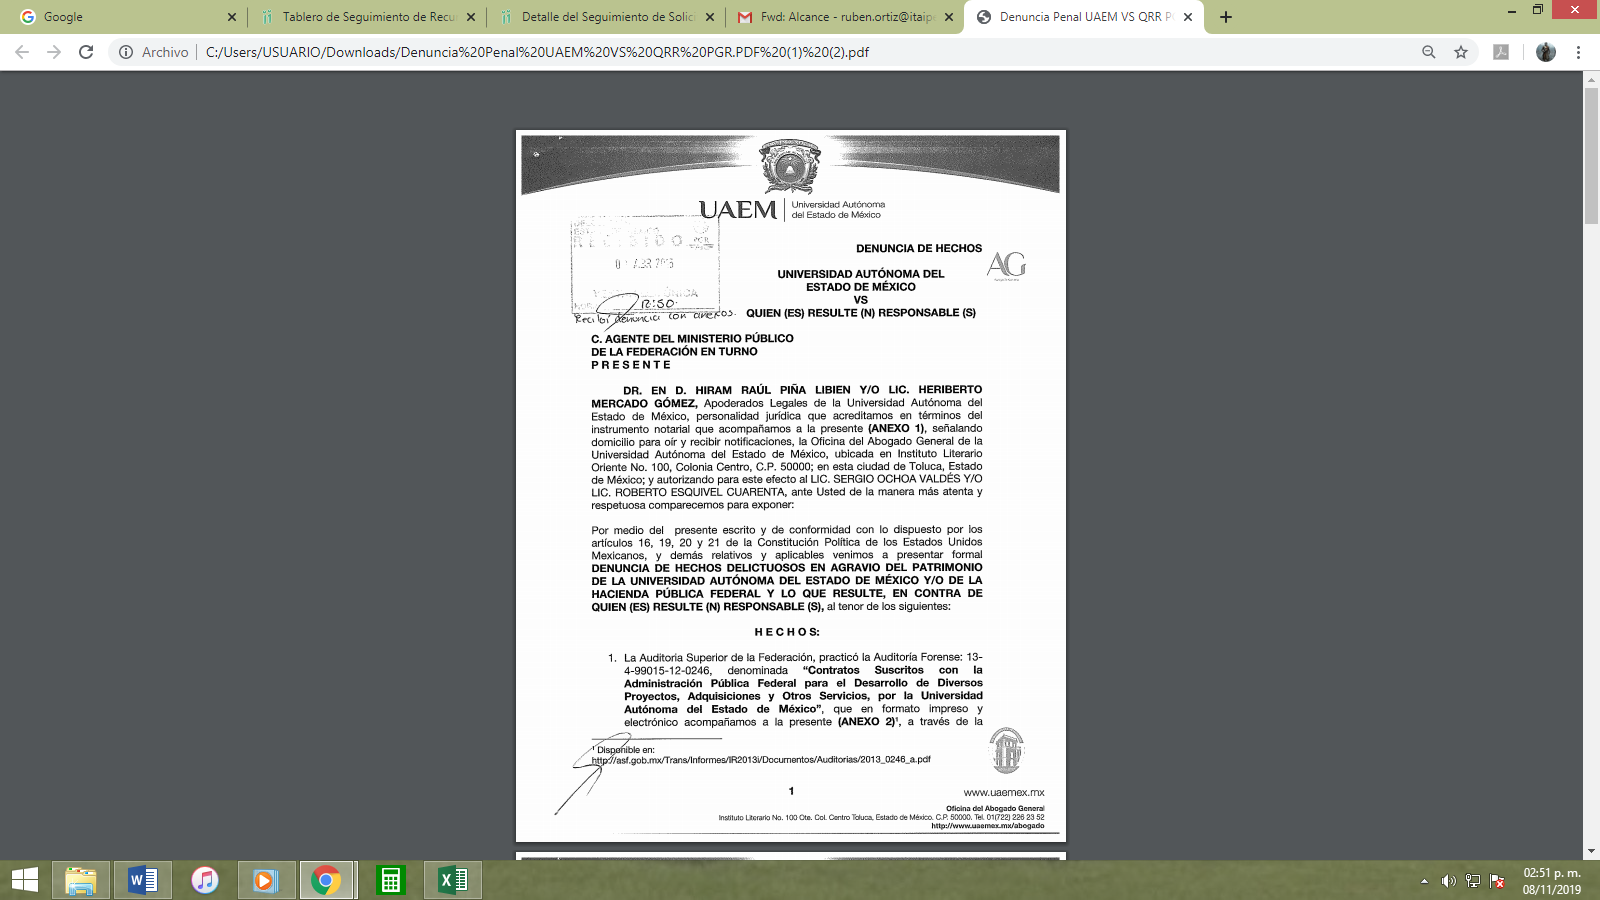 Google
Tablero de Seguimiento de Recu
Detalle del Seguimiento de Solici
Fwd: Alcance - ruben.ortiz@itaipe
Denuncia Penal UAEM VS QRR P
Archivo
C:/Users/USUARIO/Downloads/Denuncia%20Penal%20UAEM%20VS%20QRR%20PGR.PDF%20(1)%20(2).pdf
UAEM
Universidad Autónoma
del Estado de México
RECIBIDO
ABR
12:50
Recibí denuncia con anexos.
DENUNCIA DE HECHOS
AG
UNIVERSIDAD AUTÓNOMA DEL
ESTADO DE MÉXICO
VS
QUIEN (ES) RESULTE (N) RESPONSABLE (S)
C. AGENTE DEL MINISTERIO PÚBLICO
DE LA FEDERACIÓN EN TURNO
P R E S E N T E
DR. EN D. HIRAM RAÚL PIÑA LIBIEN Y/O LIC. HERIBERTO
MERCADO GÓMEZ, Apoderados Legales de la Universidad Autónoma del
Estado de México, personalidad jurídica que acreditamos en términos del
instrumento notarial que acompañamos a la presente (ANEXO 1), señalando
domicilio para oír y recibir notificaciones, la Oficina del Abogado General de la
Universidad Autónoma del Estado de México, ubicada en Instituto Literario
Oriente No. 100, Colonia Centro, C.P. 50000; en esta ciudad de Toluca, Estado
de México; y autorizando para este efecto al LIC. SERGIO OCHOA VALDÉS Y/O
LIC. ROBERTO ESQUIVEL CUARENTA, ante Usted de la manera más atenta y
respetuosa comparecemos para exponer:
Por medio del presente escrito y de conformidad con lo dispuesto por los
artículos 16, 19, 20 y 21 de la Constitución Política de los Estados Unidos
Mexicanos, y demás relativos y aplicables venimos a presentar formal
DENUNCIA DE HECHOS DELICTUOSOS EN AGRAVIO DEL PATRIMONIO
DE LA UNIVERSIDAD AUTÓNOMA DEL ESTADO DE MÉXICO Y/O DE LA
HACIENDA PÚBLICA FEDERAL Y LO QUE RESULTE, EN CONTRA DE
QUIEN (ES) RESULTE (N) RESPONSABLE (S), al tenor de los siguientes:
H E C H O S:
1. La Auditoria Superior de la Federación, practicó la Auditoría Forense: 13-
4-99015-12-0246, denominada “Contratos Suscritos con la
Administración Pública Federal para el Desarrollo de Diversos
Proyectos, Adquisiciones y Otros Servicios, por la Universidad
Autónoma del Estado de México”, que en formato impreso y
electrónico acompañamos a la presente (ANEXO 2)¹, a través de la
¹ Disponible en:
http://asf.gob.mx/Trans/Informes/IR2013i/Documentos/Auditorias/2013_0246_a.pdf
1
www.uaemex.mx
Oficina del Abogado General
Instituto Literario No. 100 Ote. Col. Centro Toluca, Estado de México. C.P. 50000. Tel. 01(722) 226 23 52
http://www.uaemex.mx/abogado
02:51 p. m.
08/11/2019